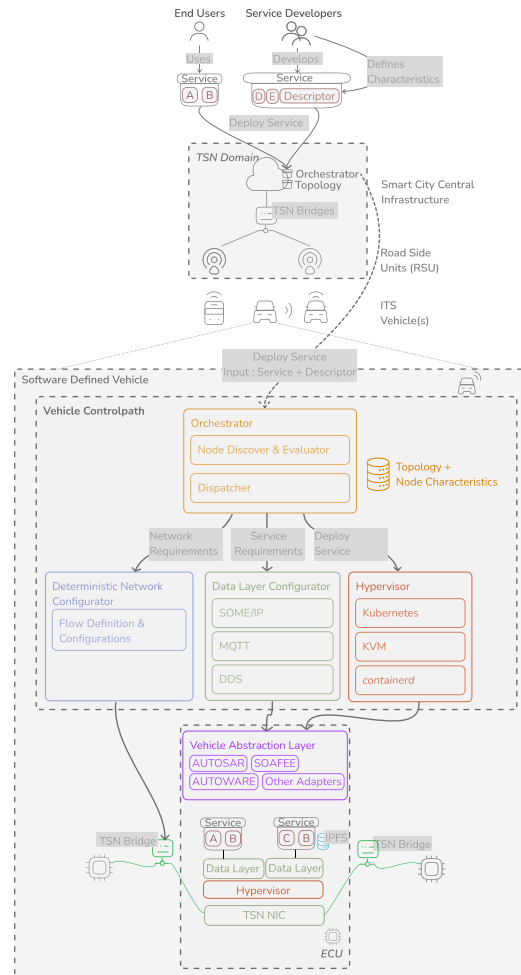 End Users
Service Developers
Uses
Develops
Defines
Characteristics
Service
A B
Service
D E Descriptor
Deploy Service
TSN Domain
Orchestrator
Topology
TSN Bridges
Smart City Central
Infrastructure
Road Side
Units (RSU)
ITS
Vehicle(s)
Deploy Service
Input : Service + Descriptor
Software Defined Vehicle
Vehicle Controlpath
Orchestrator
Node Discover & Evaluator
Dispatcher
Topology +
Node Characteristics
Network
Requirements
Service
Requirements
Deploy
Service
Deterministic Network
Configurator
Flow Definition &
Configurations
Data Layer Configurator
SOME/IP
MQTT
DDS
Hypervisor
Kubernetes
KVM
containerd
Vehicle Abstraction Layer
AUTOSAR
SOAFEE
AUTOWARE
Other Adapters
Service
A B
Service
C B
IPFS
TSN Bridge
TSN Bridge
Data Layer
Data Layer
Hypervisor
TSN NIC
ECU